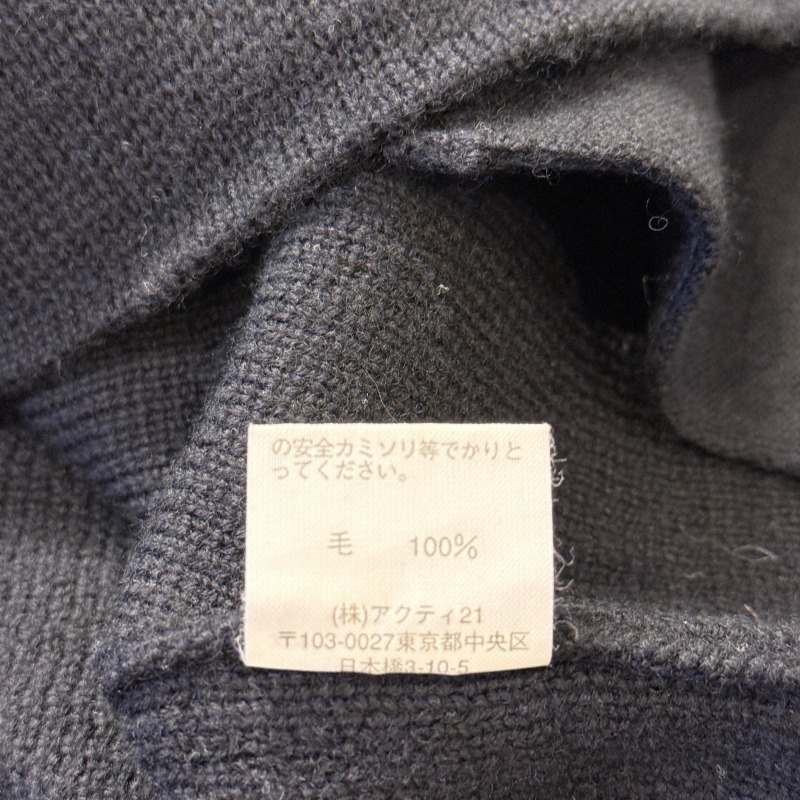 の安全カミソリ等でかりと
ってください。
毛 100%
(株)アクティ21
〒103-0027東京都中央区
日本橋3-10-5